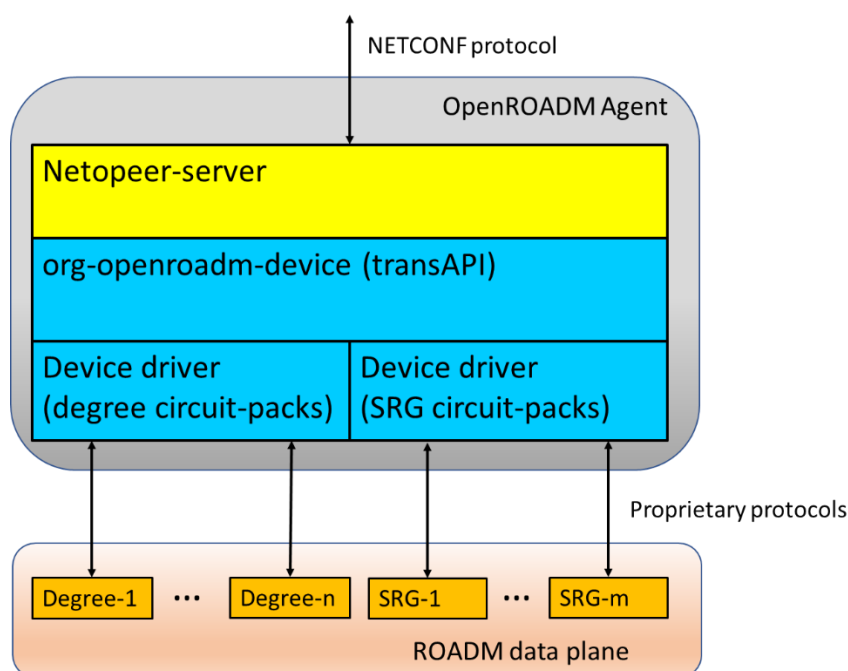 NETCONF protocol
OpenROADM Agent
Netopeer-server
org-openroadm-device (transAPI)
Device driver
(degree circuit-packs)
Device driver
(SRG circuit-packs)
Proprietary protocols
Degree-1
...
Degree-n
SRG-1
...
SRG-m
ROADM data plane